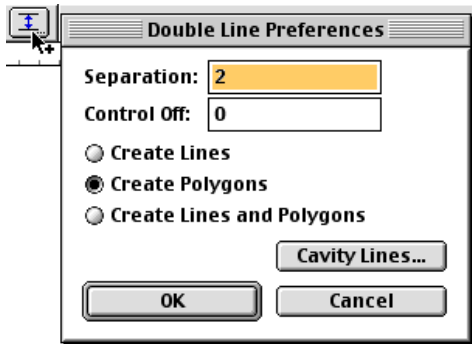 Double Line Preferences
Separation: 2
Control Off: 0
Create Lines
Create Polygons
Create Lines and Polygons
Cavity Lines...
OK Cancel